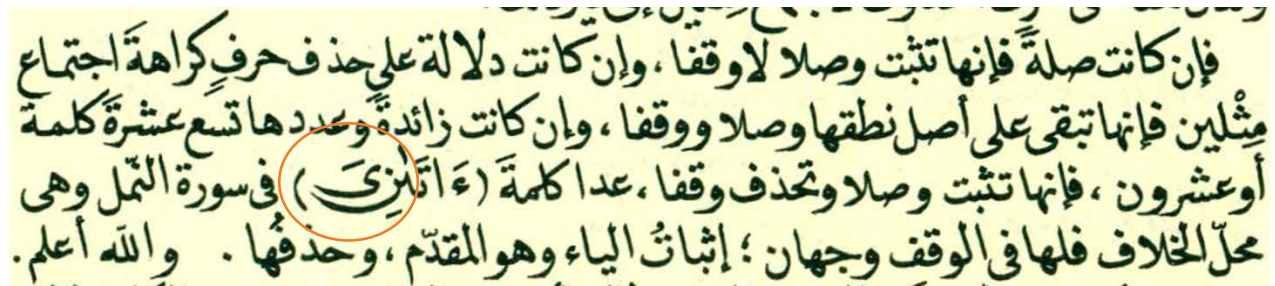 فإن كانت صلةً فإنها تثبت وصلا لا وقفا ، وإن كانت دلالة على حذف حرفٍ كراهةَ اجتماع
مِثْلين فإنها تبقى على أصل نطقها وصلا ووقفا ، وإن كانت زائدةً وعددها تسع عشرةَ كلمة
أو عشرون ، فإنها تثبت وصلا وتحذف وقفا ، عدا كلمةَ (ءَاتَىٰنِۦَ) فى سورة النّمل وهى
محلّ الخلاف فلها فى الوقف وجهان ؛ إثباتُ الياء وهو المقدّم ، وحذفُها . والله أعلم .